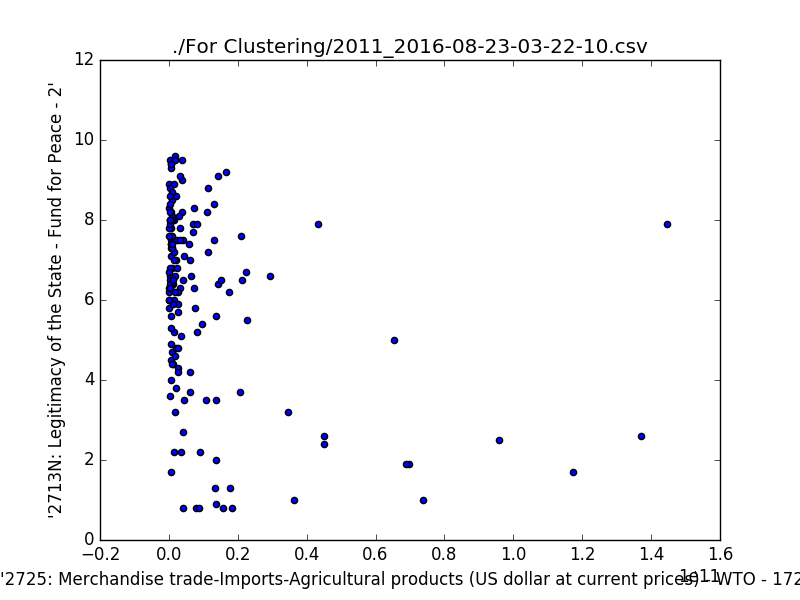 ./For Clustering/2011_2016-08-23-03-22-10.csv
'2713N: Legitimacy of the State - Fund for Peace - 2'
12
10
8
6
4
2
0
−0.2 0.0 0.2 0.4 0.6 0.8 1.0 1.2 1.4 1.6
1e11
'2725: Merchandise trade-Imports-Agricultural products (US dollar at current prices) - WTO - 172